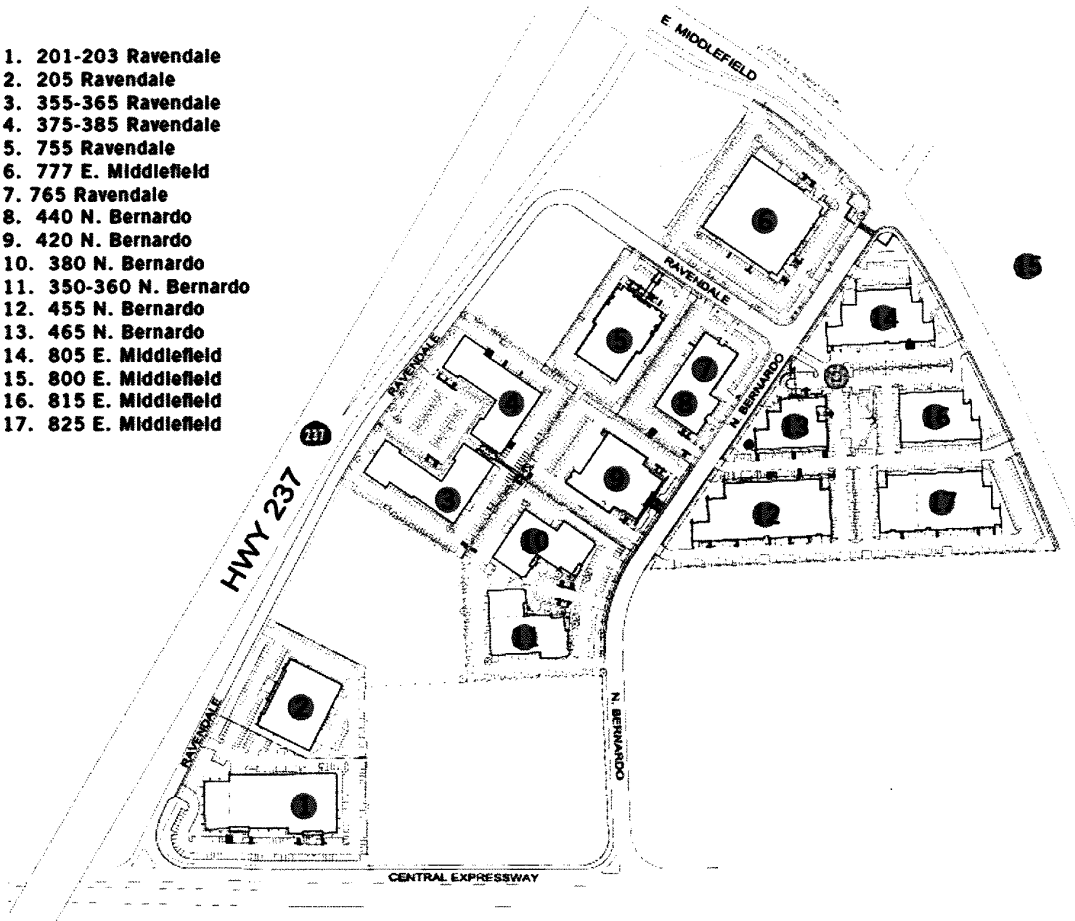 1. 201-203 Ravendale
2. 205 Ravendale
3. 355-365 Ravendale
4. 375-385 Ravendale
5. 755 Ravendale
6. 777 E. Middlefield
7. 765 Ravendale
8. 440 N. Bernardo
9. 420 N. Bernardo
10. 380 N. Bernardo
11. 350-360 N. Bernardo
12. 455 N. Bernardo
13. 465 N. Bernardo
14. 805 E. Middlefield
15. 800 E. Middlefield
16. 815 E. Middlefield
17. 825 E. Middlefield
E. MIDDLEFIELD
RAVENDALE
RAVENDALE
N. BERNARDO
237
HWY 237
RAVENDALE
N. BERNARDO
CENTRAL EXPRESSWAY